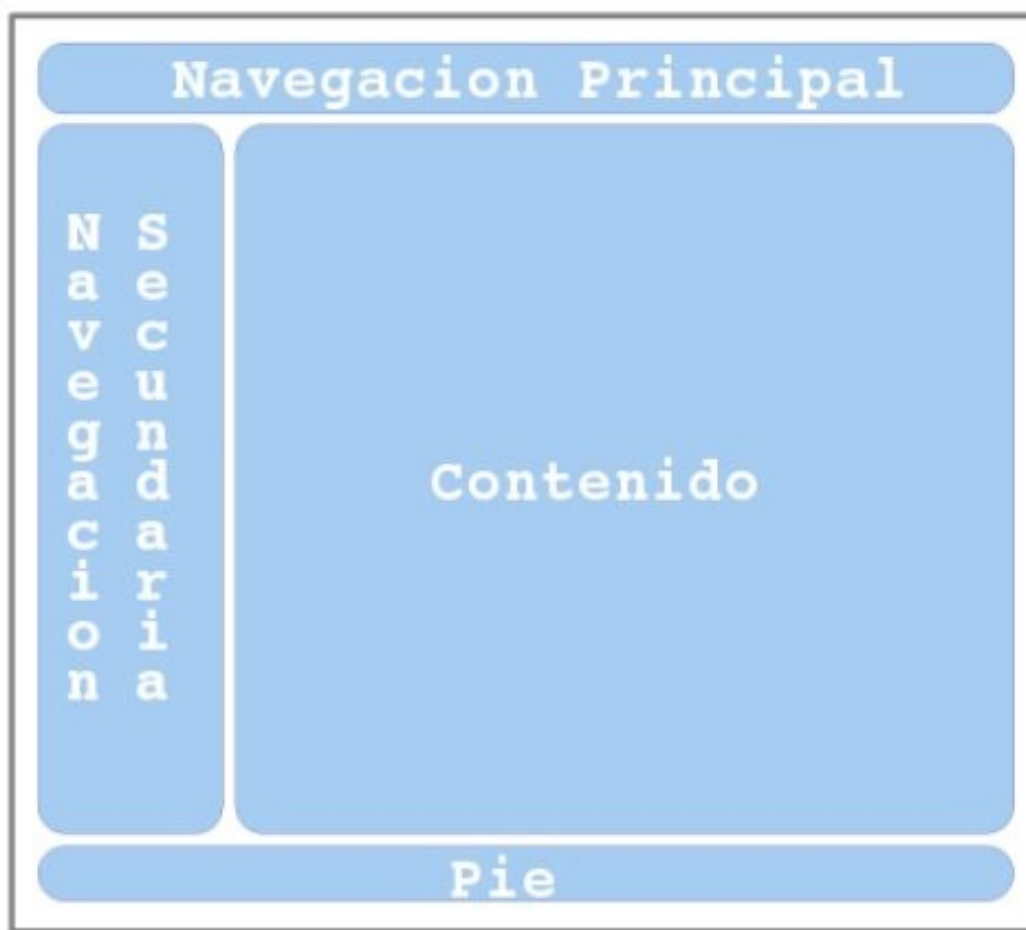 Navegacion Principal
Navegacion
Secundaria
Contenido
Pie